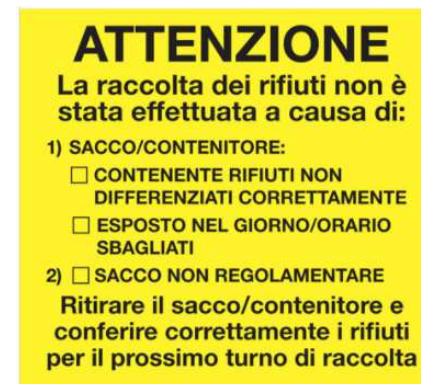 ATTENZIONE
La raccolta dei rifiuti non è
stata effettuata a causa di:
1) SACCO/CONTENITORE:
☐ CONTENENTE RIFIUTI NON
DIFFERENZIATI CORRETTAMENTE
☐ ESPOSTO NEL GIORNO/ORARIO
SBAGLIATI
2) ☐ SACCO NON REGOLAMENTARE
Ritirare il sacco/contenitore e
conferire correttamente i rifiuti
per il prossimo turno di raccolta